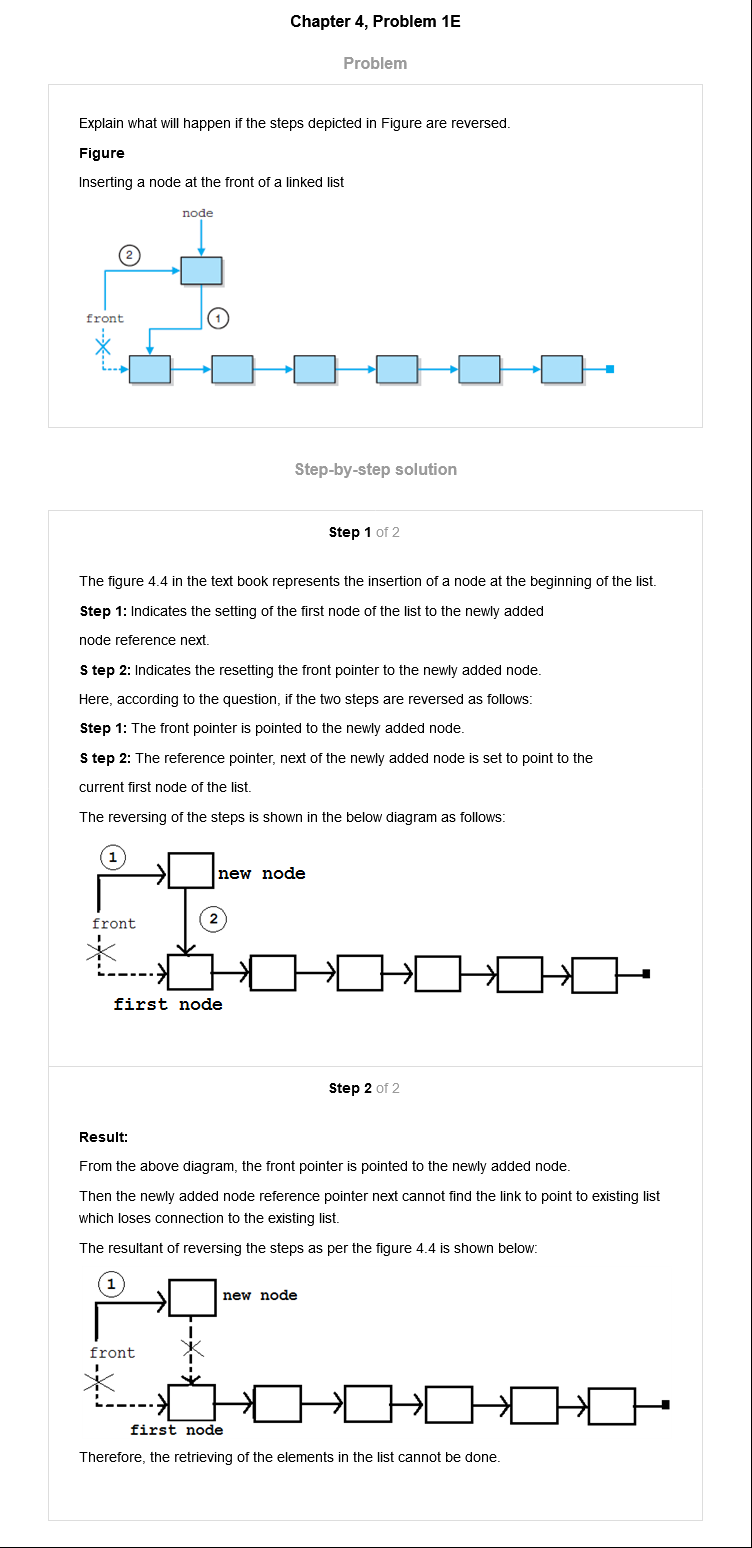 Chapter 4, Problem 1E
Problem
Explain what will happen if the steps depicted in Figure are reversed.
Figure
Inserting a node at the front of a linked list
node
2
front
1
Step-by-step solution
Step 1 of 2
The figure 4.4 in the text book represents the insertion of a node at the beginning of the list.
Step 1: Indicates the setting of the first node of the list to the newly added
node reference next.
S tep 2: Indicates the resetting the front pointer to the newly added node.
Here, according to the question, if the two steps are reversed as follows:
Step 1: The front pointer is pointed to the newly added node.
S tep 2: The reference pointer, next of the newly added node is set to point to the
current first node of the list.
The reversing of the steps is shown in the below diagram as follows:
1
new node
front
2
first node
Step 2 of 2
Result:
From the above diagram, the front pointer is pointed to the newly added node.
Then the newly added node reference pointer next cannot find the link to point to existing list
which loses connection to the existing list.
The resultant of reversing the steps as per the figure 4.4 is shown below:
1
new node
front
first node
Therefore, the retrieving of the elements in the list cannot be done.